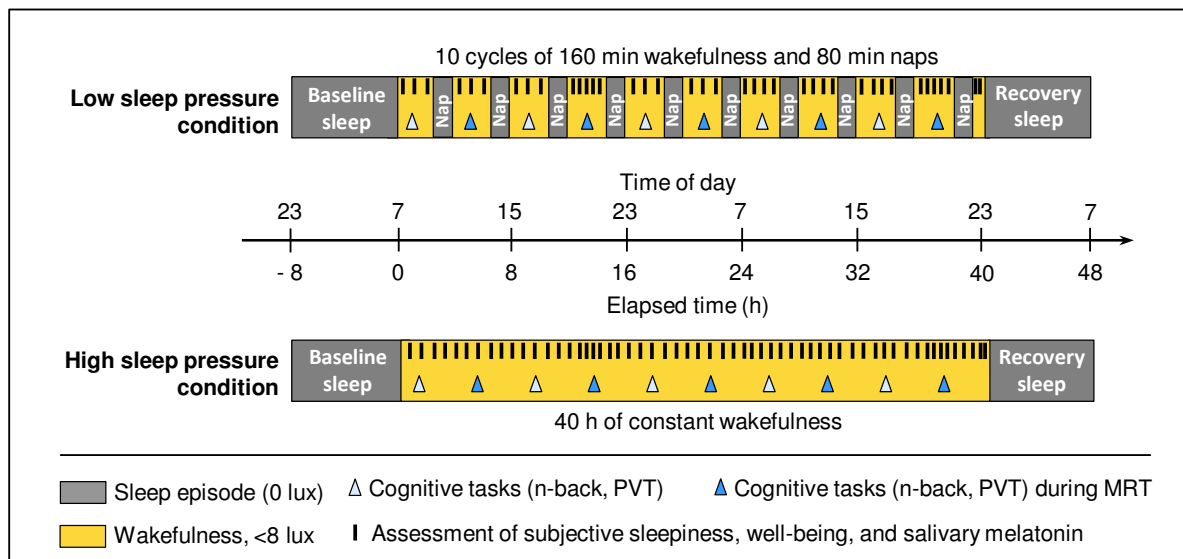 10 cycles of 160 min wakefulness and 80 min naps
Low sleep pressure
condition
Baseline
sleep
Nap
Nap
Nap
Nap
Nap
Nap
Nap
Nap
Nap
Nap
Recovery
sleep
Time of day
23 7 15 23 7 15 23 7
- 8 0 8 16 24 32 40 48
Elapsed time (h)
High sleep pressure
condition
Baseline
sleep
Recovery
sleep
40 h of constant wakefulness
Sleep episode (0 lux) Cognitive tasks (n-back, PVT) Cognitive tasks (n-back, PVT) during MRT
Wakefulness, <8 lux Assessment of subjective sleepiness, well-being, and salivary melatonin